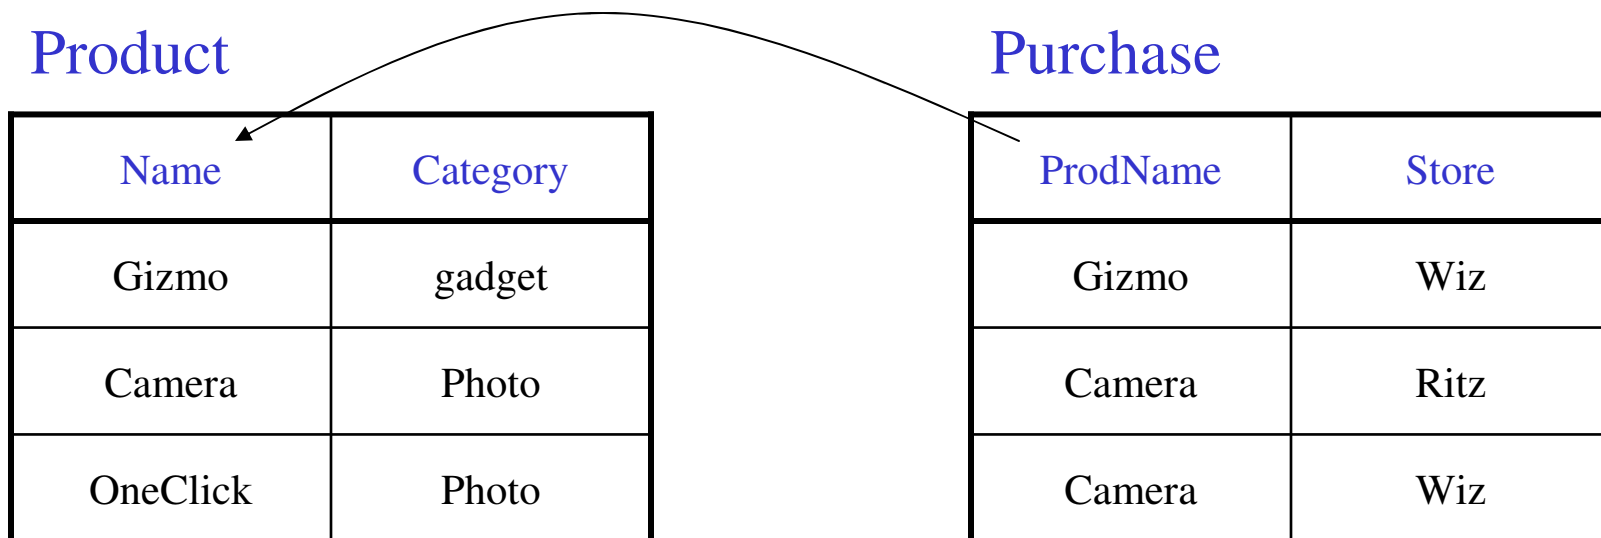 Product Purchase
Name Category ProdName Store
Gizmo gadget Gizmo Wiz
Camera Photo Camera Ritz
OneClick Photo Camera Wiz